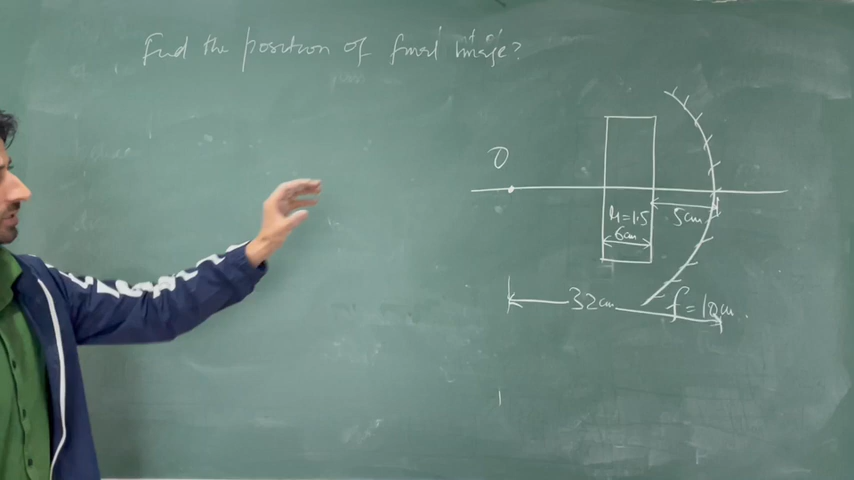 Find the position of final image?
O
μ=1.5
6cm
5cm
32cm
f=10cm.